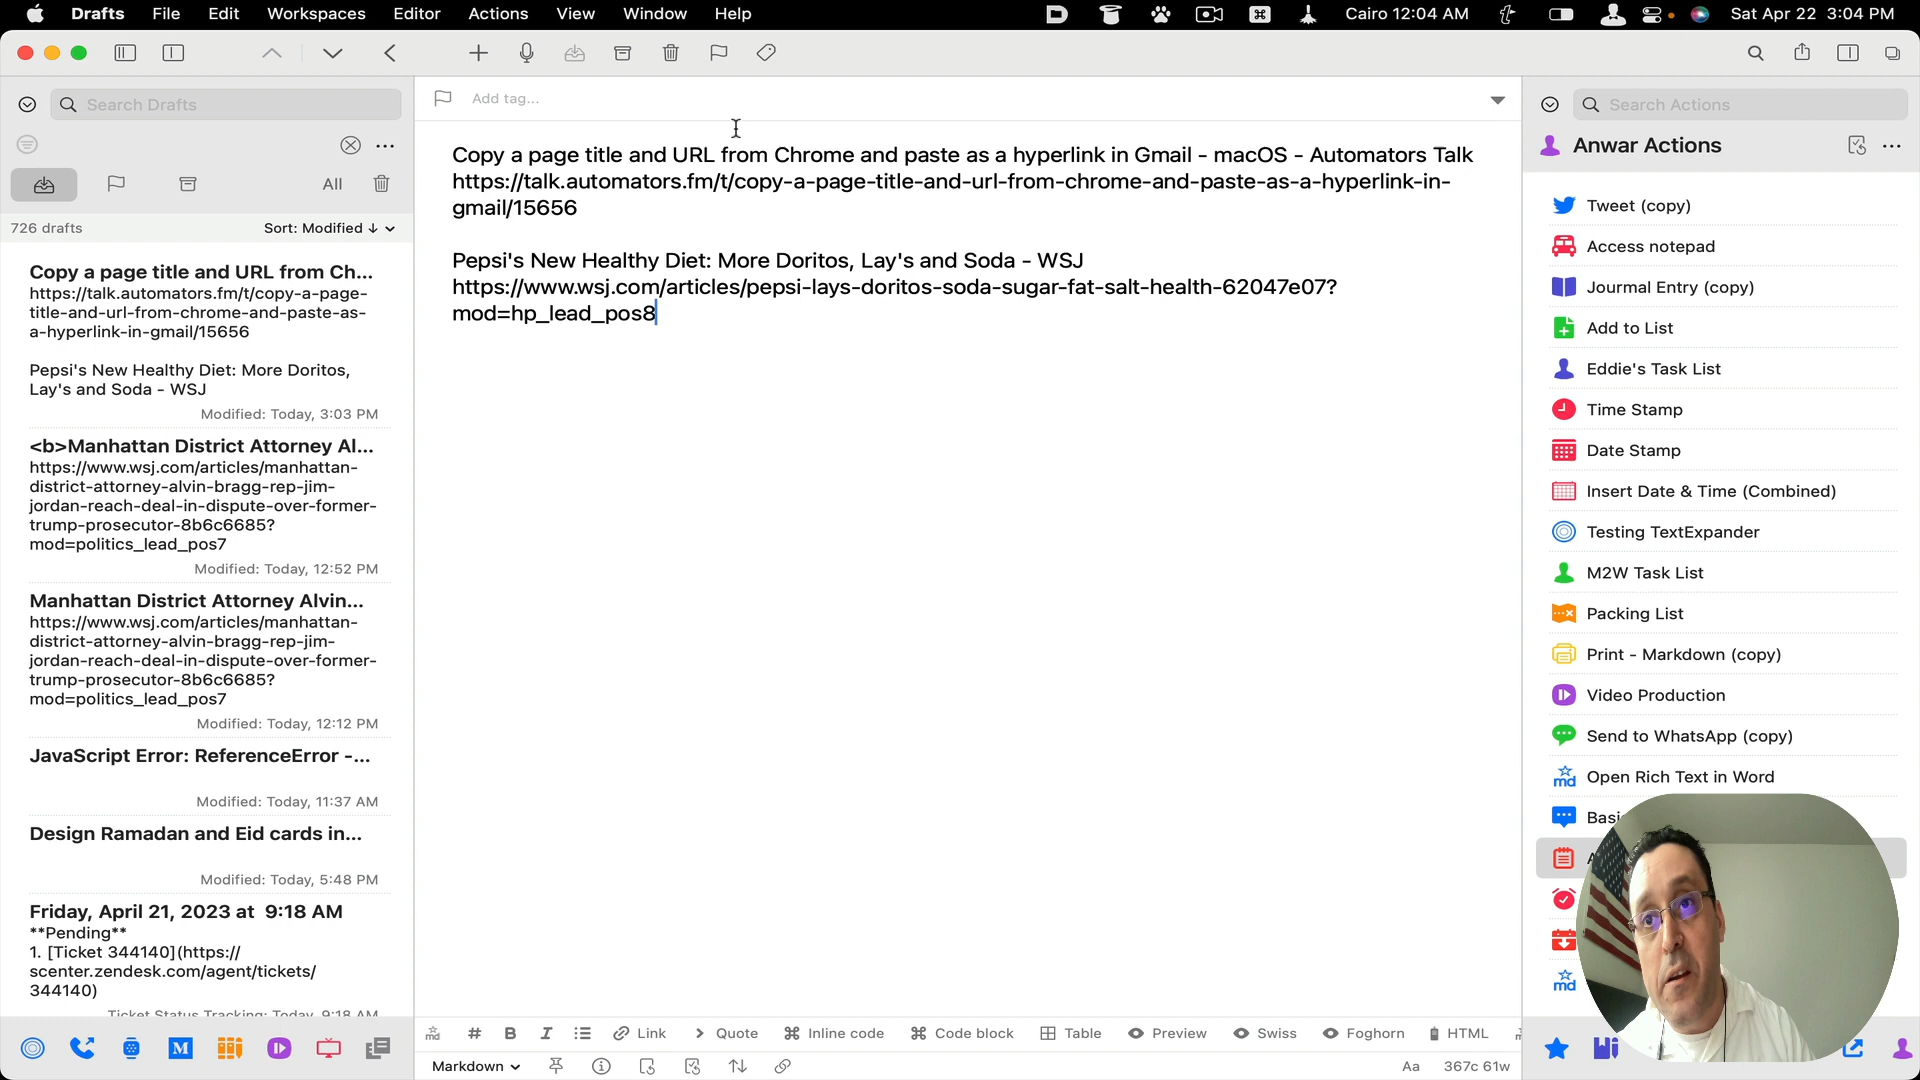 Drafts File Edit Workspaces Editor Actions View Window Help Cairo 12:04 AM Sat Apr 22 3:04 PM
Search Drafts
All
726 drafts Sort: Modified ↓
Copy a page title and URL from Ch...
https://talk.automators.fm/t/copy-a-page-
title-and-url-from-chrome-and-paste-as-
a-hyperlink-in-gmail/15656
Pepsi's New Healthy Diet: More Doritos,
Lay's and Soda - WSJ
Modified: Today, 3:03 PM
<b>Manhattan District Attorney Al...
https://www.wsj.com/articles/manhattan-
district-attorney-alvin-bragg-rep-jim-
jordan-reach-deal-in-dispute-over-former-
trump-prosecutor-8b6c6685?
mod=politics_lead_pos7
Modified: Today, 12:52 PM
Manhattan District Attorney Alvin...
https://www.wsj.com/articles/manhattan-
district-attorney-alvin-bragg-rep-jim-
jordan-reach-deal-in-dispute-over-former-
trump-prosecutor-8b6c6685?
mod=politics_lead_pos7
Modified: Today, 12:12 PM
JavaScript Error: ReferenceError -...
Modified: Today, 11:37 AM
Design Ramadan and Eid cards in...
Modified: Today, 5:48 PM
Friday, April 21, 2023 at 9:18 AM
**Pending**
1. [Ticket 344140](https://
scenter.zendesk.com/agent/tickets/
344140)
Ticket Status Tracking: Today, 9:18 AM
Add tag...
Copy a page title and URL from Chrome and paste as a hyperlink in Gmail - macOS - Automators Talk
https://talk.automators.fm/t/copy-a-page-title-and-url-from-chrome-and-paste-as-a-hyperlink-in-
gmail/15656
Pepsi's New Healthy Diet: More Doritos, Lay's and Soda - WSJ
https://www.wsj.com/articles/pepsi-lays-doritos-soda-sugar-fat-salt-health-62047e07?
mod=hp_lead_pos8
# B I Link Quote Inline code Code block Table Preview Swiss Foghorn HTML
Markdown Aa 367c 61w
Search Actions
Anwar Actions
Tweet (copy)
Access notepad
Journal Entry (copy)
Add to List
Eddie's Task List
Time Stamp
Date Stamp
Insert Date & Time (Combined)
Testing TextExpander
M2W Task List
Packing List
Print - Markdown (copy)
Video Production
Send to WhatsApp (copy)
md Open Rich Text in Word
md